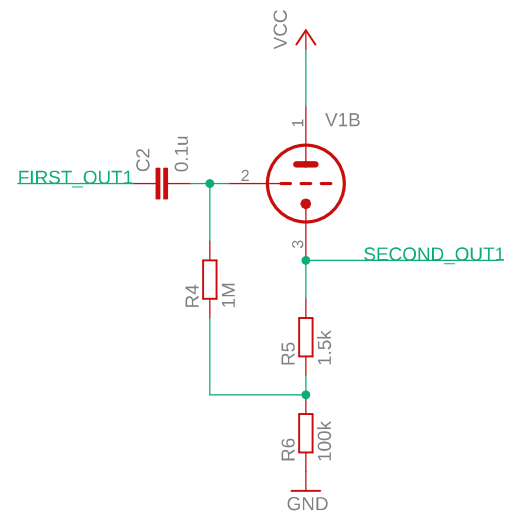 VCC
1
V1B
C2
0.1u
FIRST_OUT1
2
3
SECOND_OUT1
R4
1M
R5
1.5k
R6
100k
GND